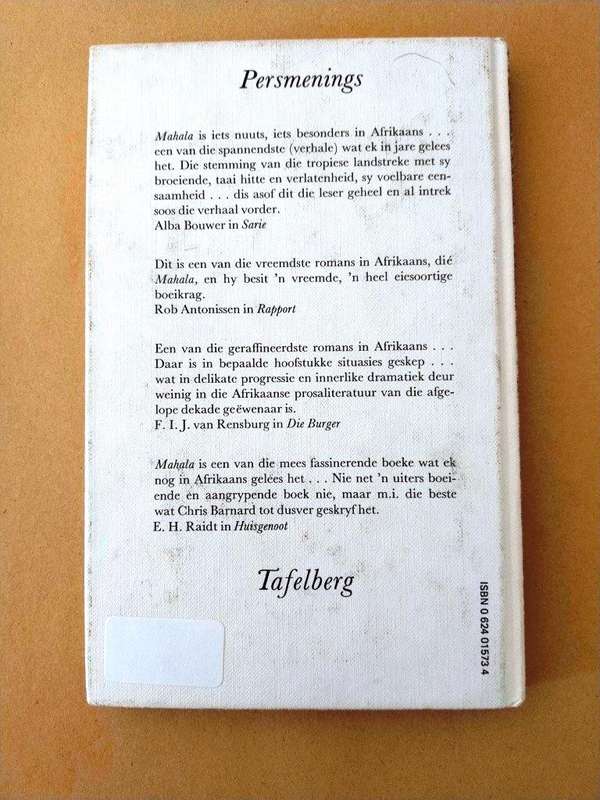 Persmenings
Mahala is iets nuuts, iets besonders in Afrikaans . . .
een van die spannendste (verhale) wat ek in jare gelees
het. Die stemming van die tropiese landstreke met sy
broeiende, taai hitte en verlatenheid, sy voelbare een-
saamheid . . . dis asof dit die leser geheel en al intrek
soos die verhaal vorder.
Alba Bouwer in Sarie
Dit is een van die vreemdste romans in Afrikaans, dié
Mahala, en hy besit 'n vreemde, 'n heel eiesoortige
boeikrag.
Rob Antonissen in Rapport
Een van die geraffineerdste romans in Afrikaans . . .
Daar is in bepaalde hoofstukke situasies geskep . . .
wat in delikate progressie en innerlike dramatiek deur
weinig in die Afrikaanse prosaliteratuur van die afge-
lope dekade geëwenaar is.
F. I. J. van Rensburg in Die Burger
Mahala is een van die mees fassinerende boeke wat ek
nog in Afrikaans gelees het . . . Nie net 'n uiters boei-
ende en aangrypende boek nie, maar m.i. die beste
wat Chris Barnard tot dusver geskryf het.
E. H. Raidt in Huisgenoot
Tafelberg
ISBN 0 624 01573 4